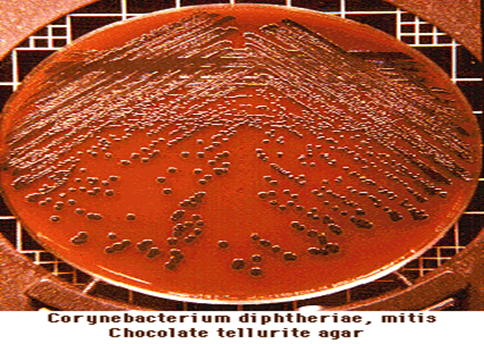 Corynebacterium diphtheriae, mitis
Chocolate tellurite agar